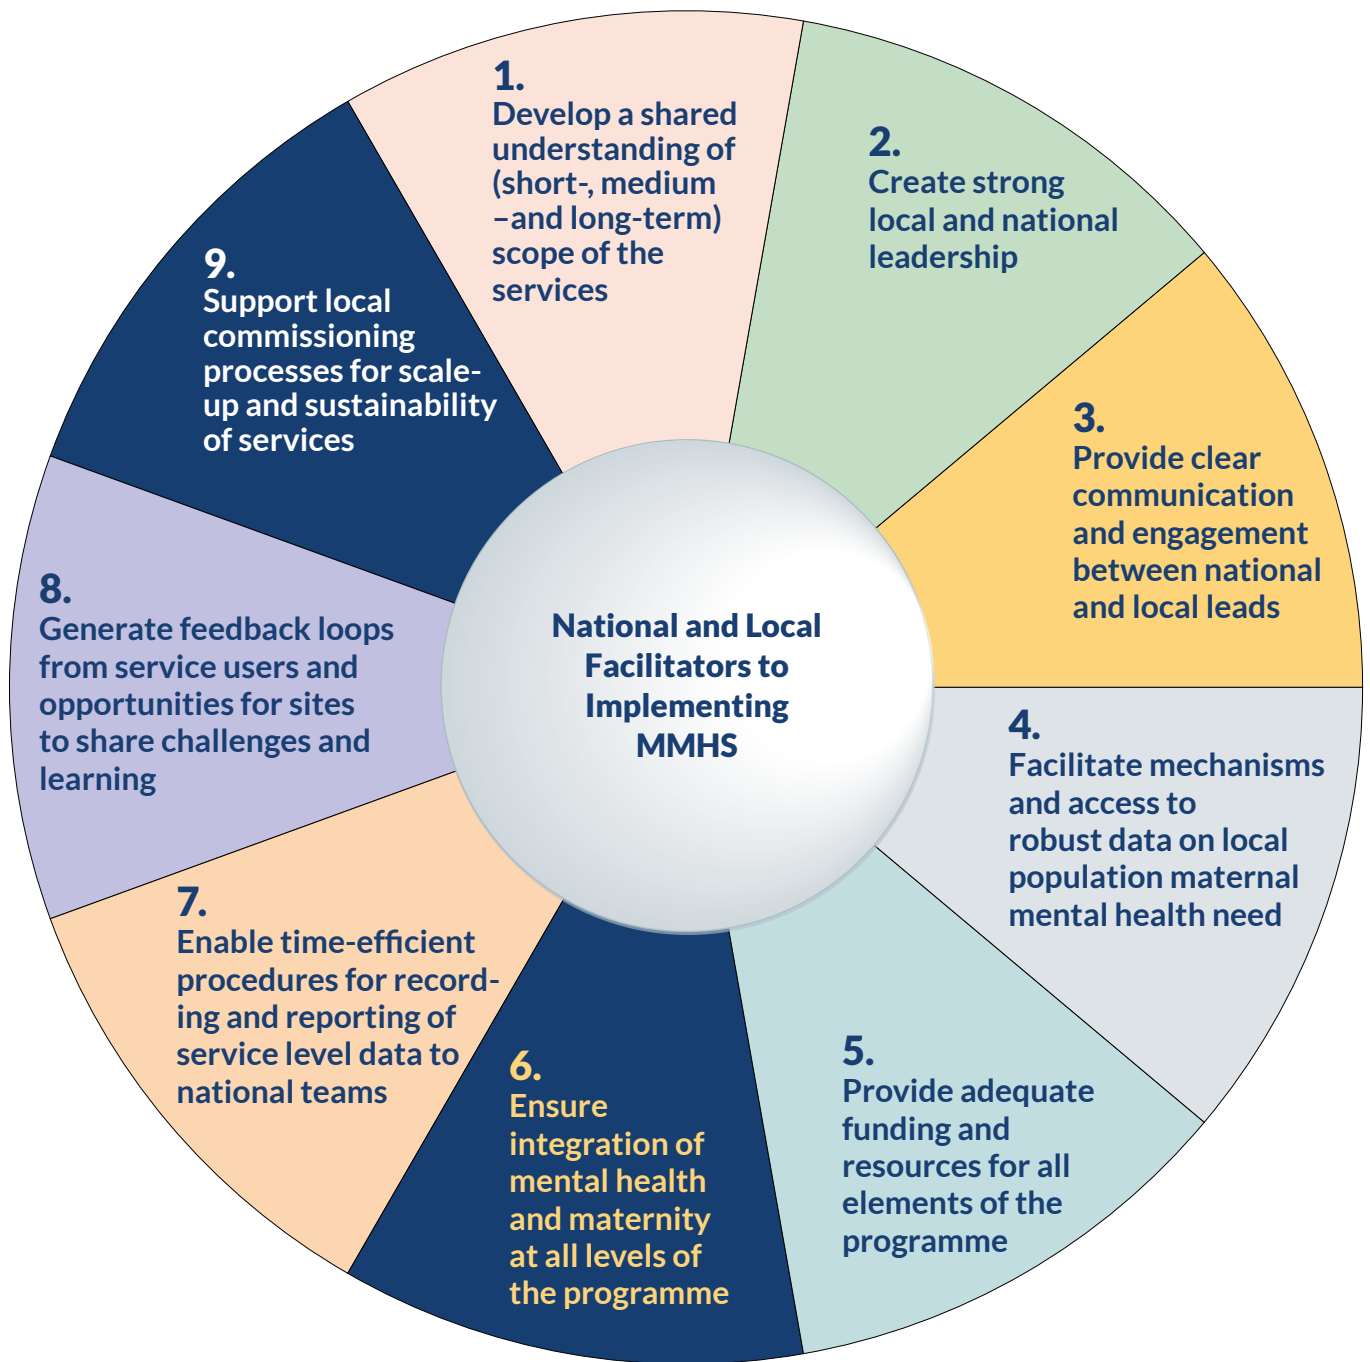 1.
Develop a shared
understanding of
(short-, medium
–and long-term)
scope of the
services
2.
Create strong
local and national
leadership
3.
Provide clear
communication
and engagement
between national
and local leads
4.
Facilitate mechanisms
and access to
robust data on local
population maternal
mental health need
5.
Provide adequate
funding and
resources for all
elements of the
programme
6.
Ensure
integration of
mental health
and maternity
at all levels of
the programme
7.
Enable time-efficient
procedures for record-
ing and reporting of
service level data to
national teams
8.
Generate feedback loops
from service users and
opportunities for sites
to share challenges and
learning
9.
Support local
commissioning
processes for scale-
up and sustainability
of services
National and Local
Facilitators to
Implementing
MMHS